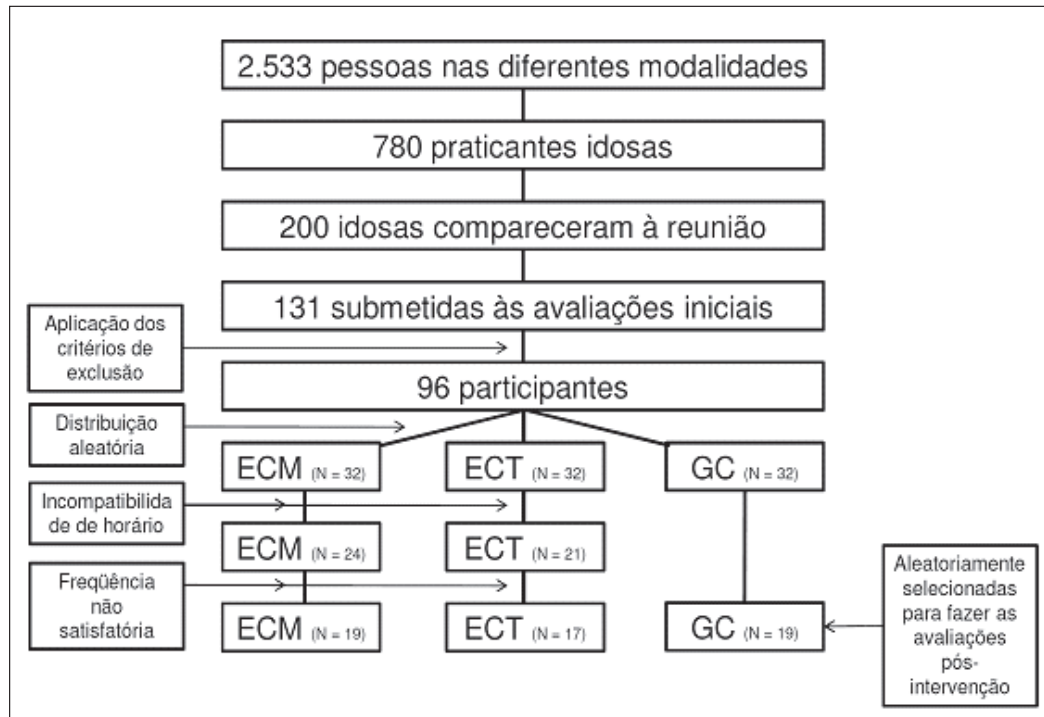 2.533 pessoas nas diferentes modalidades
780 praticantes idosas
200 idosas compareceram à reunião
131 submetidas às avaliações iniciais
Aplicação dos
critérios de
exclusão
96 participantes
Distribuição
aleatória
ECM (N = 32)
ECT (N = 32)
GC (N = 32)
Incompatibilida
de de horário
ECM (N = 24)
ECT (N = 21)
Freqüência
não
satisfatória
ECM (N = 19)
ECT (N = 17)
GC (N = 19)
Aleatoriamente
selecionadas
para fazer as
avaliações
pós-
intervenção